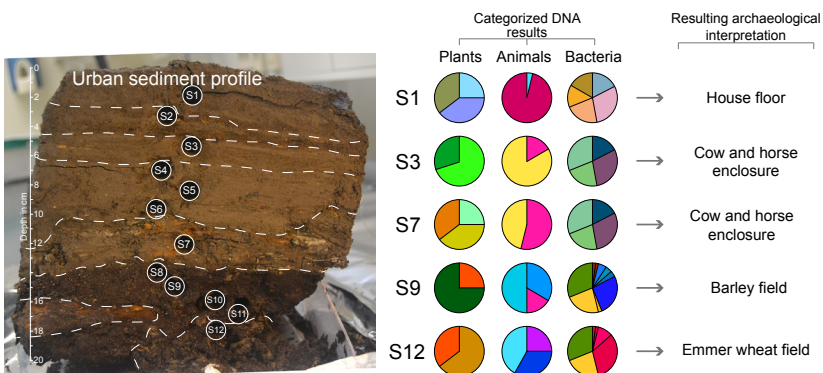 Urban sediment profile
Depth in cm
0
2
4
6
8
10
12
14
16
18
20
S1
S2
S3
S4
S5
S6
S7
S8
S9
S10
S11
S12
Categorized DNA
results
Resulting archaeological
interpretation
Plants Animals Bacteria
S1 House floor
S3 Cow and horse
enclosure
S7 Cow and horse
enclosure
S9 Barley field
S12 Emmer wheat field